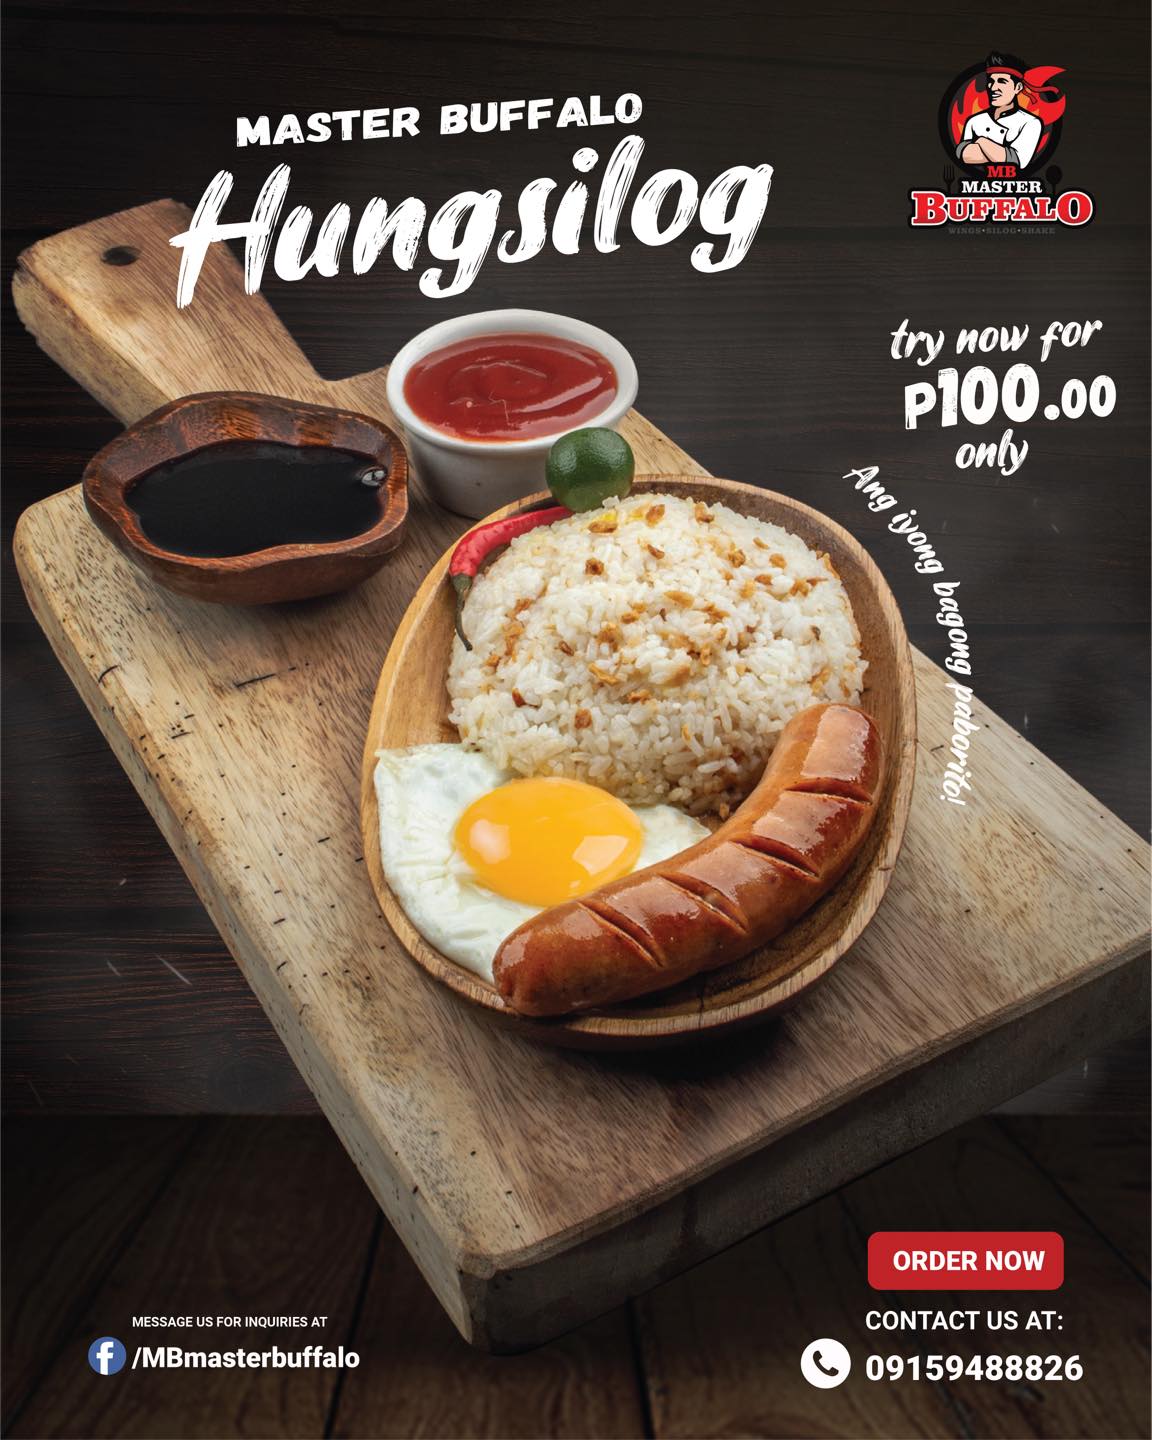 MASTER BUFFALO
Hungsilog
MB
MASTER
BUFFALO
WINGS•SILOG•SHAKE
try now for
P100.00
only
Ang iyong bagong paborito!
ORDER NOW
CONTACT US AT:
09159488826
MESSAGE US FOR INQUIRIES AT
f /MBmasterbuffalo